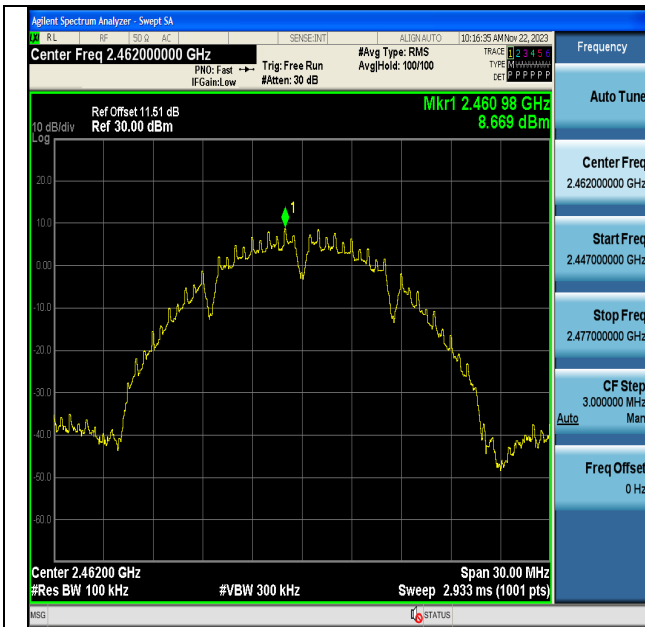 Agilent Spectrum Analyzer - Swept SA
LXI RL RF 50 Ω AC SENSE:INT ALIGN AUTO 10:16:35 AM Nov 22, 2023
Center Freq 2.462000000 GHz
PNO: Fast
IFGain:Low
Trig: Free Run
#Atten: 30 dB
#Avg Type: RMS
Avg|Hold: 100/100
TRACE 1 2 3 4 5 6
TYPE M
DET P P P P P P
Ref Offset 11.51 dB
10 dB/div Ref 30.00 dBm
Log
Mkr1 2.460 98 GHz
8.669 dBm
20.0
10.0
0.00
-10.0
-20.0
-30.0
-40.0
-50.0
-60.0
1
Center 2.46200 GHz Span 30.00 MHz
#Res BW 100 kHz #VBW 300 kHz Sweep 2.933 ms (1001 pts)
MSG STATUS
Frequency
Auto Tune
Center Freq
2.462000000 GHz
Start Freq
2.447000000 GHz
Stop Freq
2.477000000 GHz
CF Step
3.000000 MHz
Auto Man
Freq Offset
0 Hz